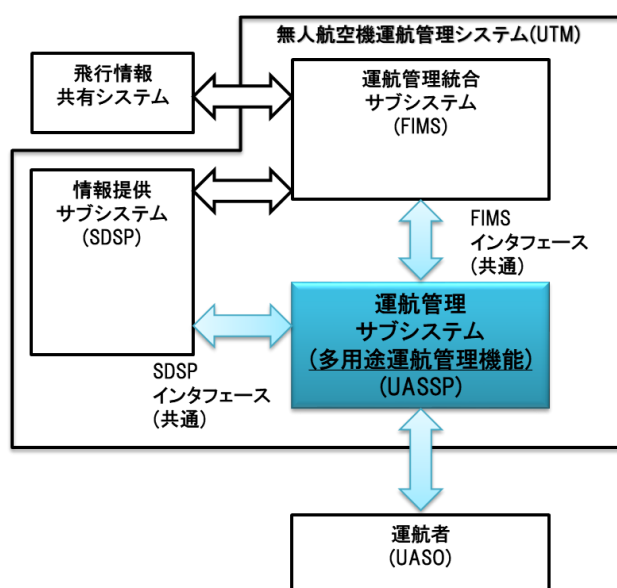 無人航空機運航管理システム(UTM)
飛行情報
共有システム
運航管理統合
サブシステム
(FIMS)
情報提供
サブシステム
(SDSP)
FIMS
インタフェース
(共通)
運航管理
サブシステム
(多用途運航管理機能)
(UASSP)
SDSP
インタフェース
(共通)
運航者
(UASO)